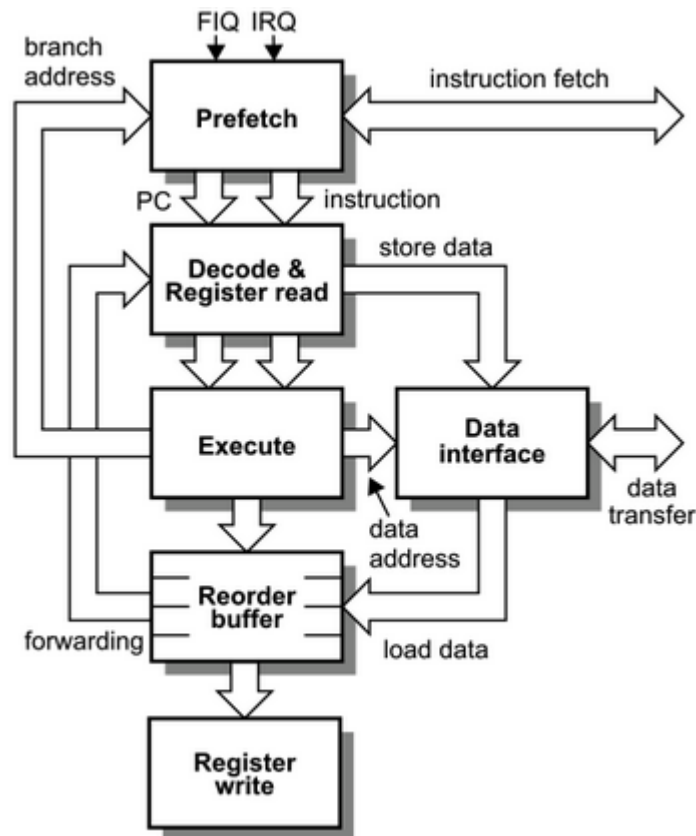 FIQ IRQ
branch
address
instruction fetch
Prefetch
PC
instruction
store data
Decode &
Register read
Execute
Data
interface
data
transfer
data
address
Reorder
buffer
forwarding
load data
Register
write